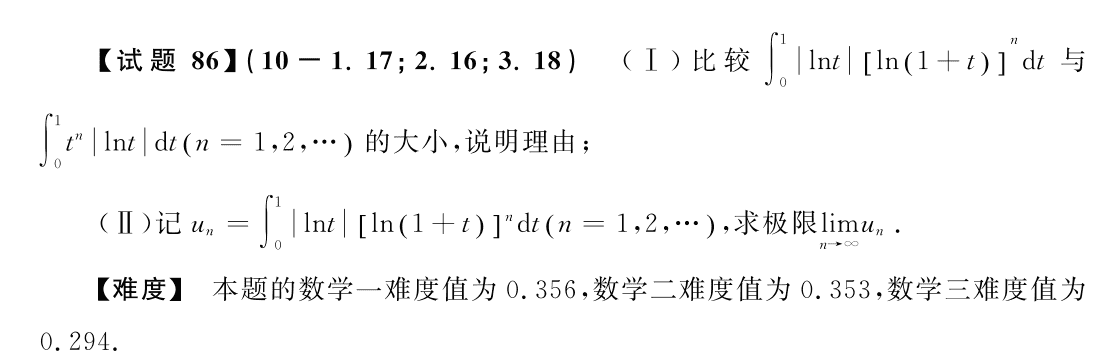 【试题 86】(10－1. 17; 2. 16; 3. 18) （Ⅰ）比较 $\int_0^1 |\ln t| [\ln(1+t)]^n dt$ 与
$\int_0^1 t^n |\ln t| dt (n = 1,2,\cdots)$ 的大小,说明理由;
（Ⅱ）记 $u_n = \int_0^1 |\ln t| [\ln(1+t)]^n dt (n = 1,2,\cdots)$,求极限$\lim_{n\to\infty} u_n$.
【难度】 本题的数学一难度值为 0.356,数学二难度值为 0.353,数学三难度值为
0.294.